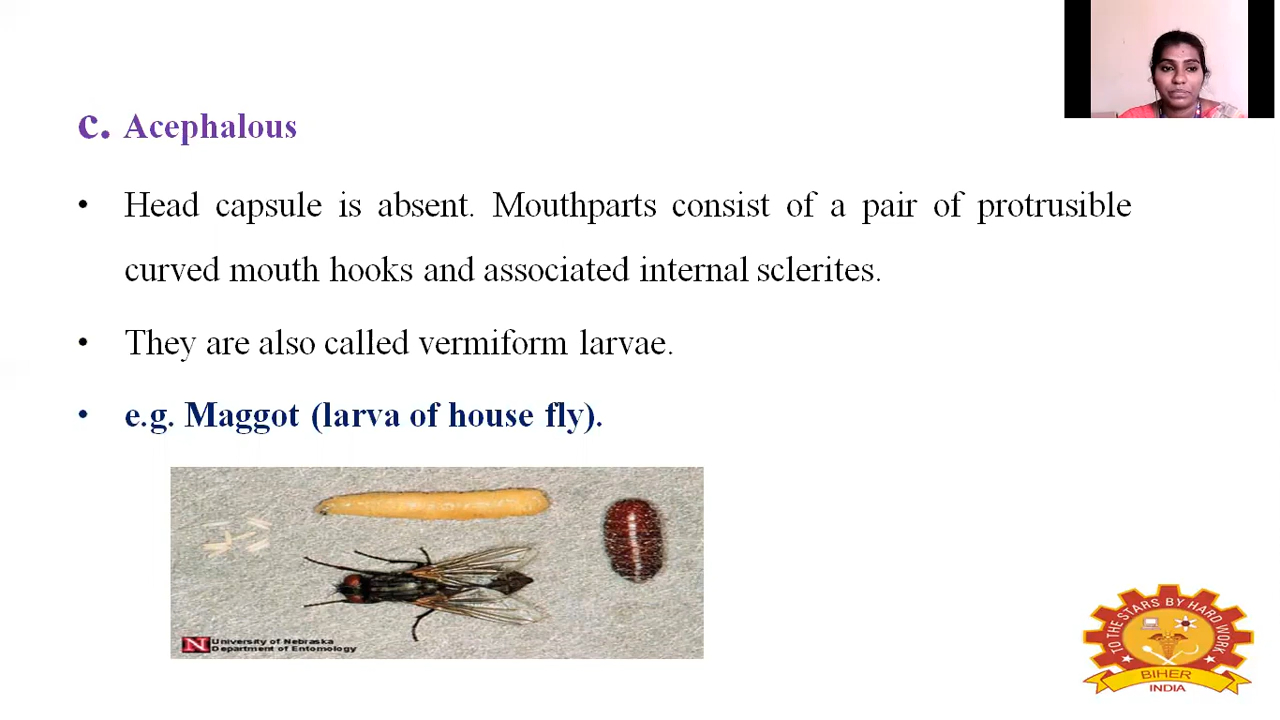 c. Acephalous
• Head capsule is absent. Mouthparts consist of a pair of protrusible
curved mouth hooks and associated internal sclerites.
• They are also called vermiform larvae.
• e.g. Maggot (larva of house fly).
N University of Nebraska
Department of Entomology
TO THE STARS BY HARD WORK
BIHER
INDIA